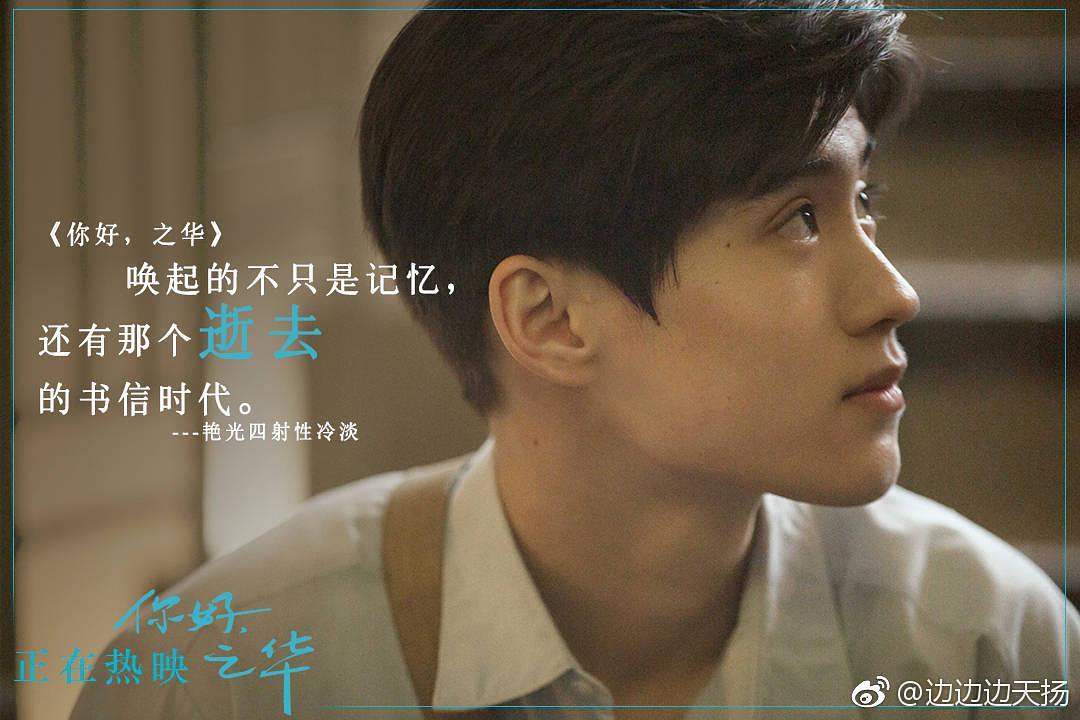 《你好，之华》
唤起的不只是记忆，
还有那个逝去
的书信时代。
---艳光四射性冷淡
你好，
之华
正在热映
@边边边天扬